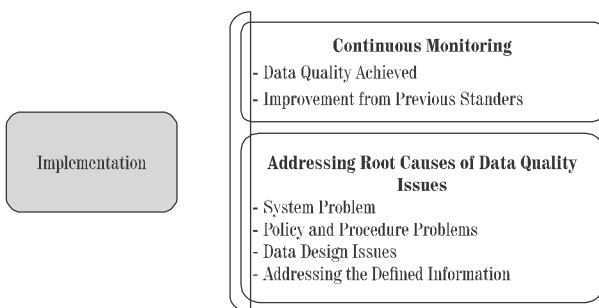 Implementation
Continuous Monitoring
- Data Quality Achieved
- Improvement from Previous Standers
Addressing Root Causes of Data Quality
Issues
- System Problem
- Policy and Procedure Problems
- Data Design Issues
- Addressing the Defined Information